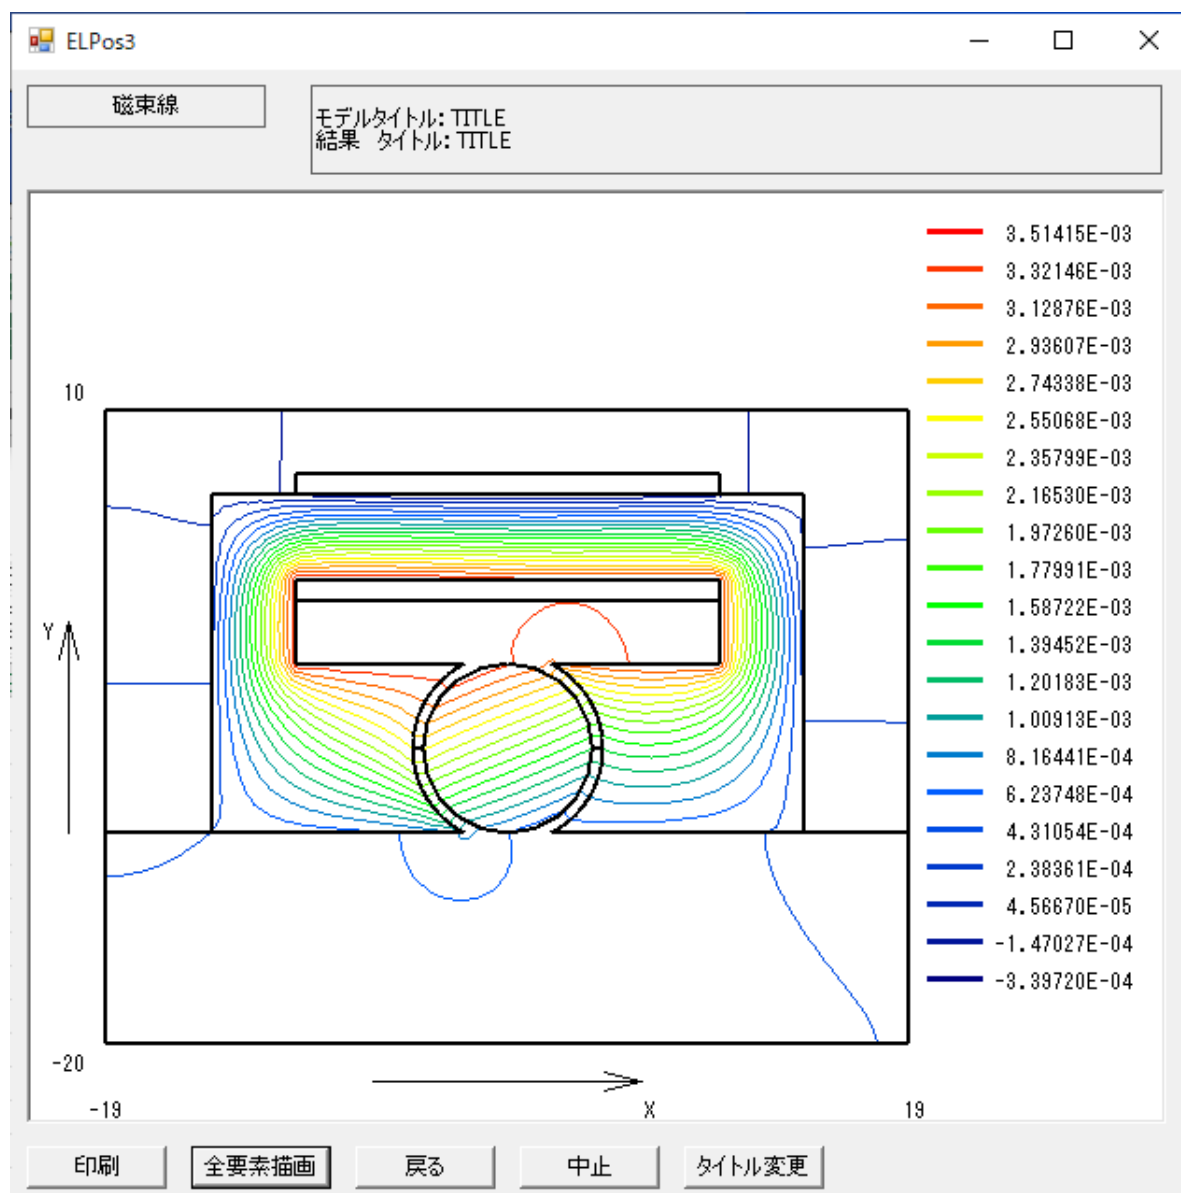 ELPos3
磁束線
モデルタイトル: TITLE
結果 タイトル: TITLE
3.51415E-03
3.32146E-03
3.12876E-03
2.93607E-03
2.74338E-03
2.55068E-03
2.35799E-03
2.16530E-03
1.97260E-03
1.77991E-03
1.58722E-03
1.39452E-03
1.20183E-03
1.00913E-03
8.16441E-04
6.23748E-04
4.31054E-04
2.38361E-04
4.56670E-05
-1.47027E-04
-3.39720E-04
10
Y
-20
-19
X
19
印刷
全要素描画
戻る
中止
タイトル変更